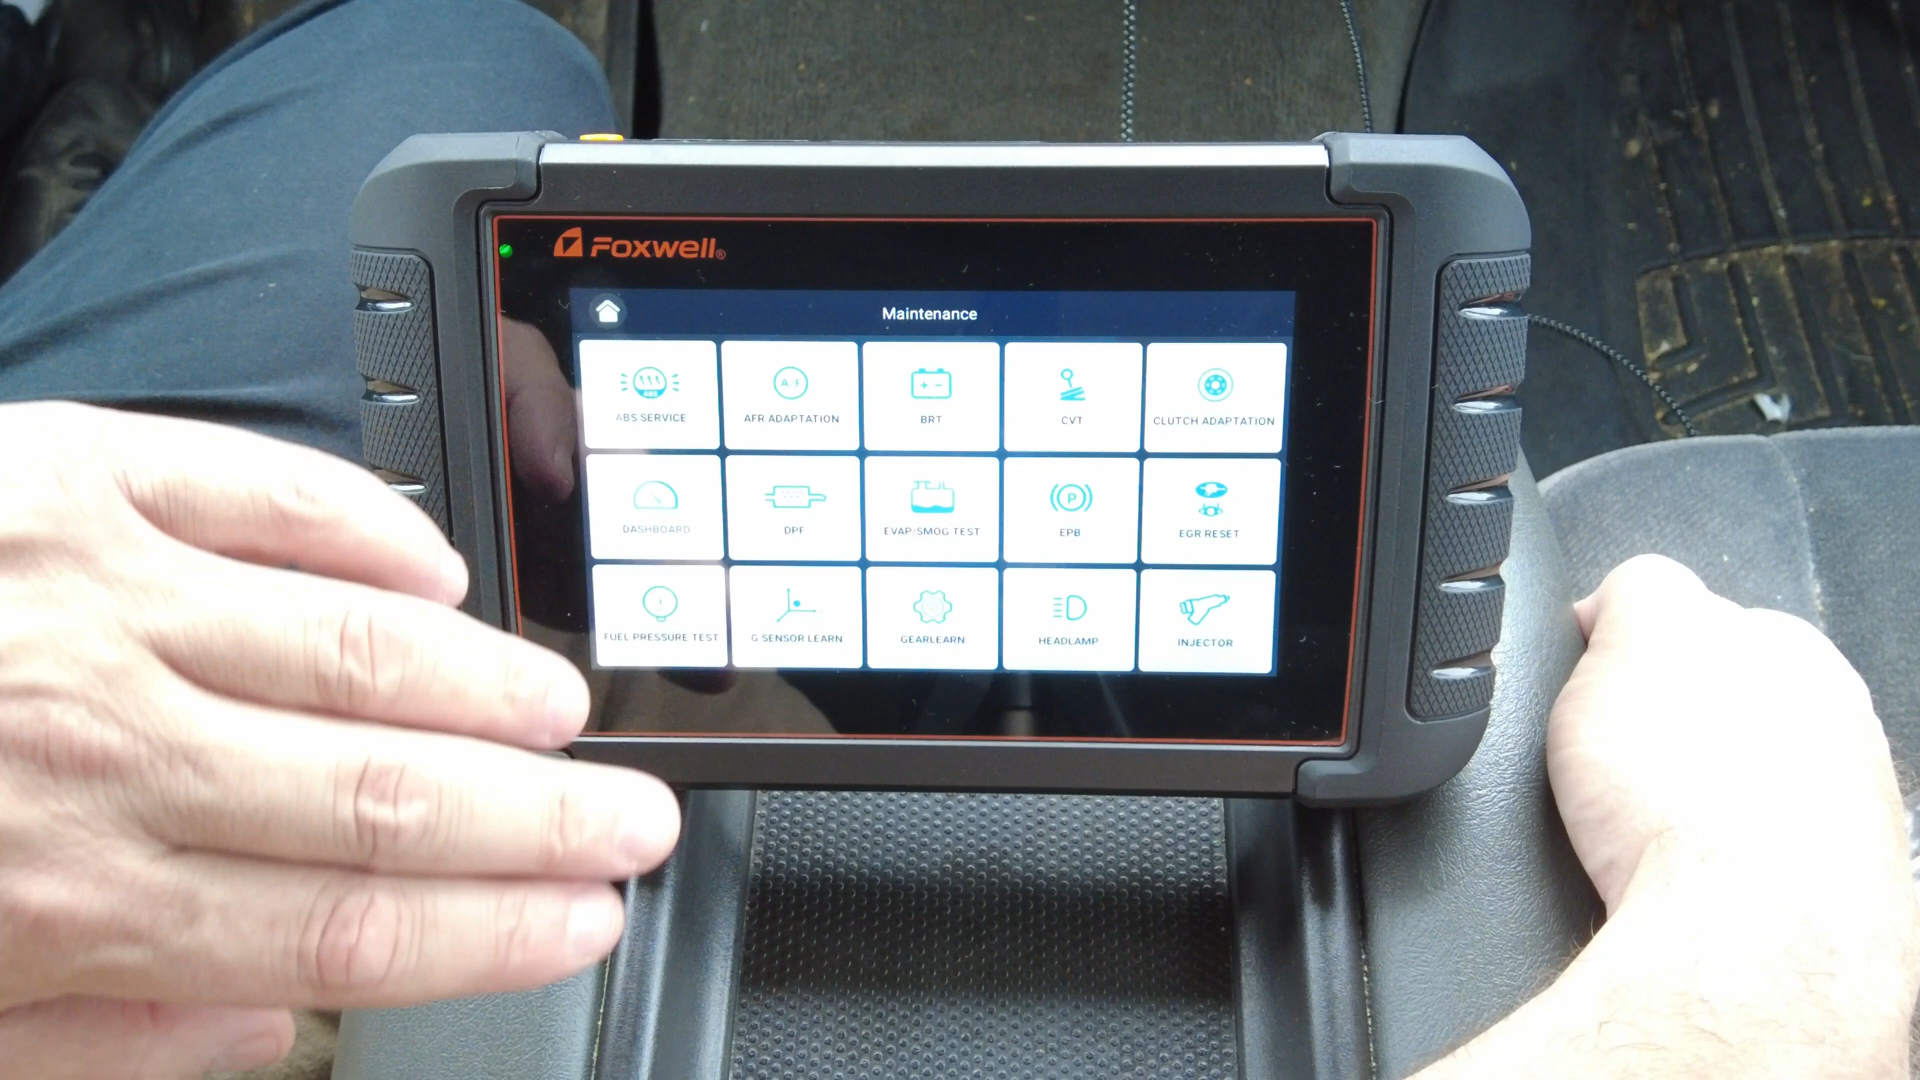 Foxwell®
Maintenance
ABS SERVICE
AFR ADAPTATION
BRT
CVT
CLUTCH ADAPTATION
DASHBOARD
DPF
EVAP/SMOG TEST
EPB
EGR RESET
FUEL PRESSURE TEST
G SENSOR LEARN
GEARLEARN
HEADLAMP
INJECTOR